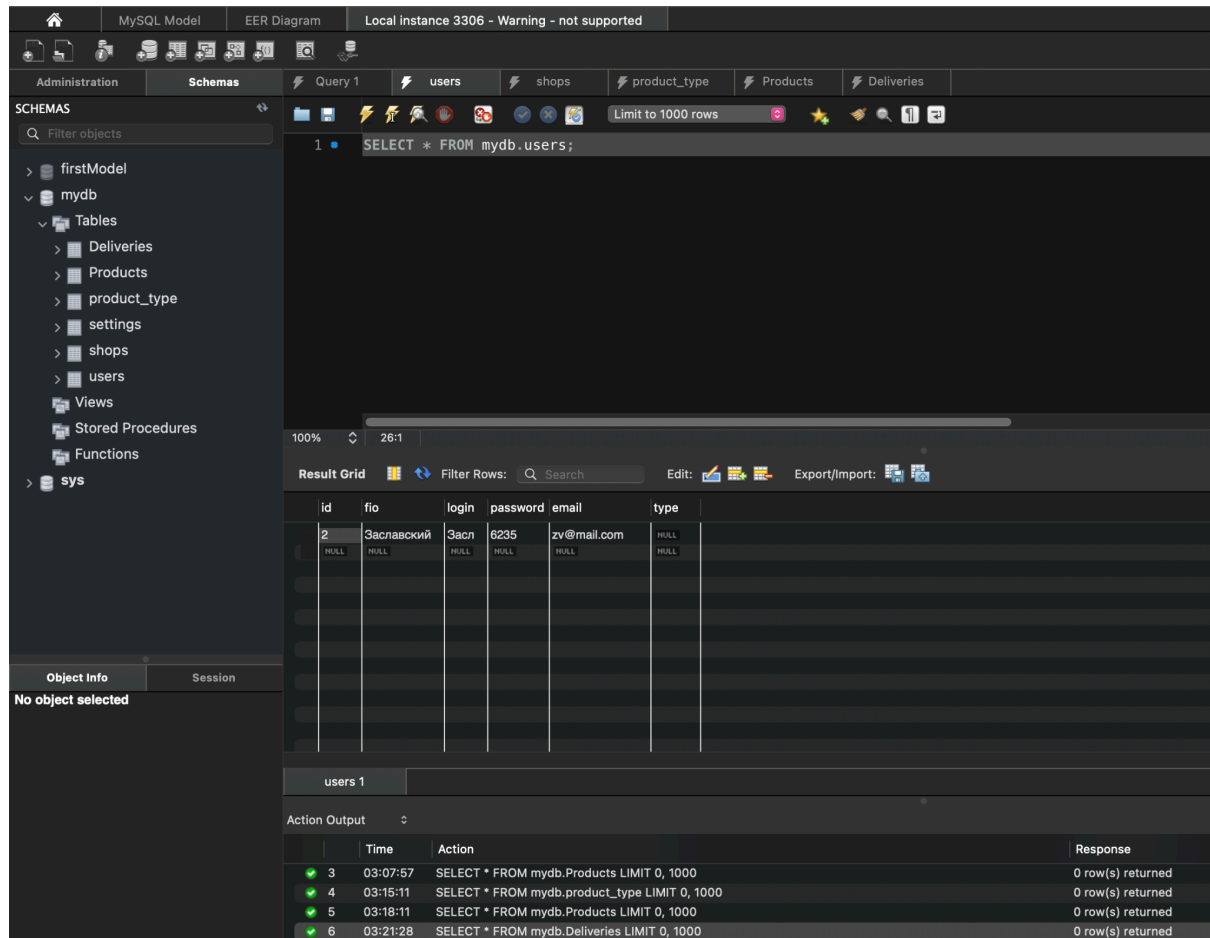 MySQL Model EER Diagram Local instance 3306 - Warning - not supported
Administration Schemas Query 1 users shops product_type Products Deliveries
SCHEMAS
Limit to 1000 rows
Filter objects
1 SELECT * FROM mydb.users;
firstModel
mydb
Tables
Deliveries
Products
product_type
settings
shops
users
Views
Stored Procedures
Functions
sys
100% 26:1
Result Grid Filter Rows: Search Edit: Export/Import:
id fio login password email type
2 Заславский Засл 6235 zv@mail.com NULL
NULL NULL NULL NULL NULL NULL
Object Info Session
No object selected
users 1
Action Output
Time Action Response
3 03:07:57 SELECT * FROM mydb.Products LIMIT 0, 1000 0 row(s) returned
4 03:15:11 SELECT * FROM mydb.product_type LIMIT 0, 1000 0 row(s) returned
5 03:18:11 SELECT * FROM mydb.Products LIMIT 0, 1000 0 row(s) returned
6 03:21:28 SELECT * FROM mydb.Deliveries LIMIT 0, 1000 0 row(s) returned